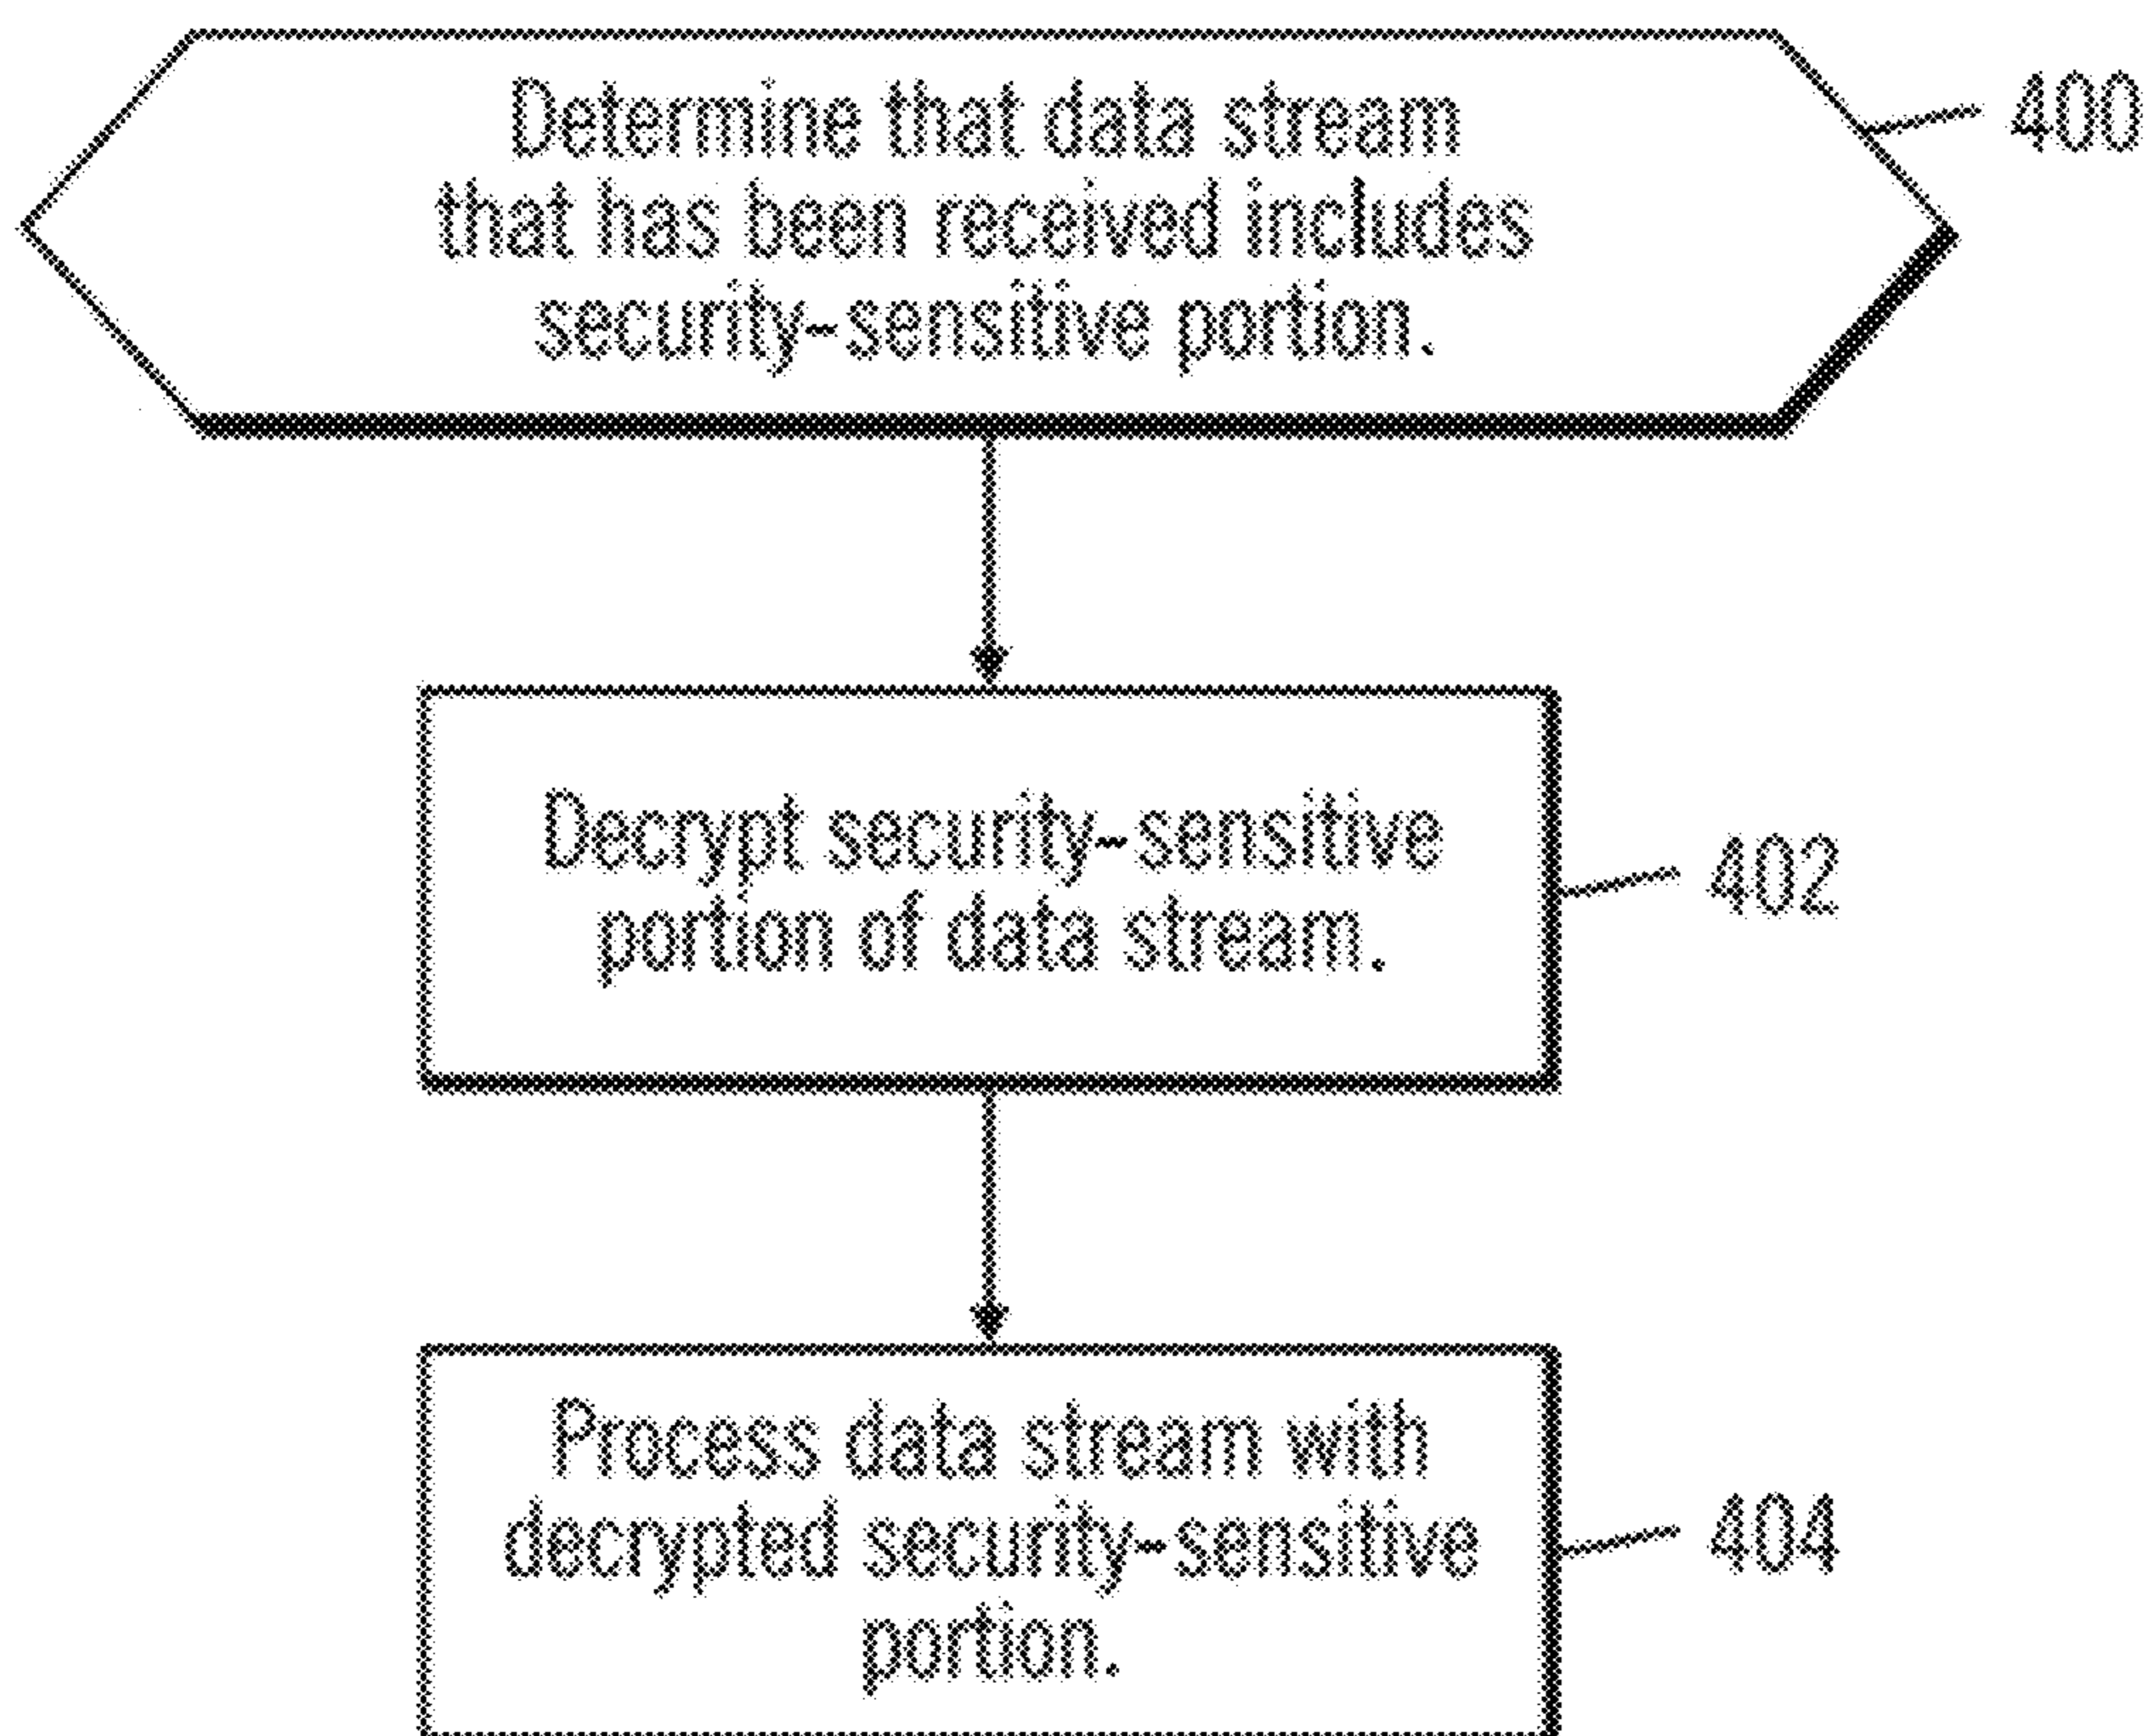 Determine that data stream
that has been received includes
security-sensitive portion.
400
Decrypt security-sensitive
portion of data stream.
402
Process data stream with
decrypted security-sensitive
portion.
404